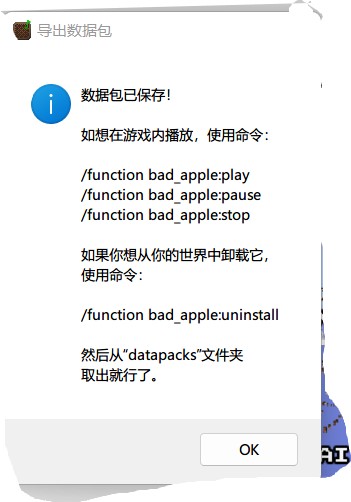 导出数据包
数据包已保存！
如想在游戏内播放，使用命令：
/function bad_apple:play
/function bad_apple:pause
/function bad_apple:stop
如果你想从你的世界中卸载它，
使用命令：
/function bad_apple:uninstall
然后从“datapacks”文件夹
取出就行了。
OK
AI